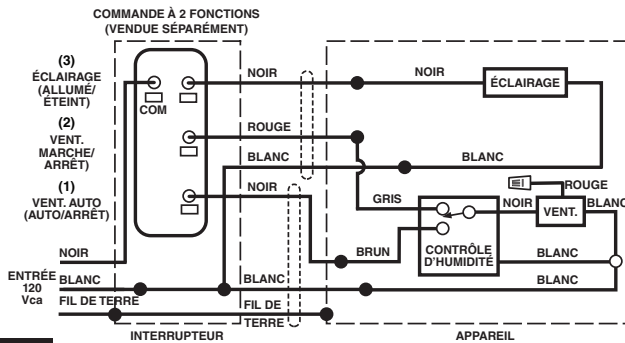 COMMANDE À 2 FONCTIONS
(VENDUE SÉPARÉMENT)
(3)
ÉCLAIRAGE
(ALLUMÉ/
ÉTEINT)
COM
NOIR
NOIR
ÉCLAIRAGE
(2)
VENT.
MARCHE/
ARRÊT)
ROUGE
BLANC
BLANC
(1)
VENT. AUTO
(AUTO/ARRÊT)
NOIR
GRIS
ROUGE
NOIR
VENT.
BLANC
BRUN
CONTRÔLE
D'HUMIDITÉ
BLANC
NOIR
ENTRÉE
120
Vca
BLANC
BLANC
BLANC
FIL DE TERRE
FIL DE
TERRE
INTERRUPTEUR
APPAREIL